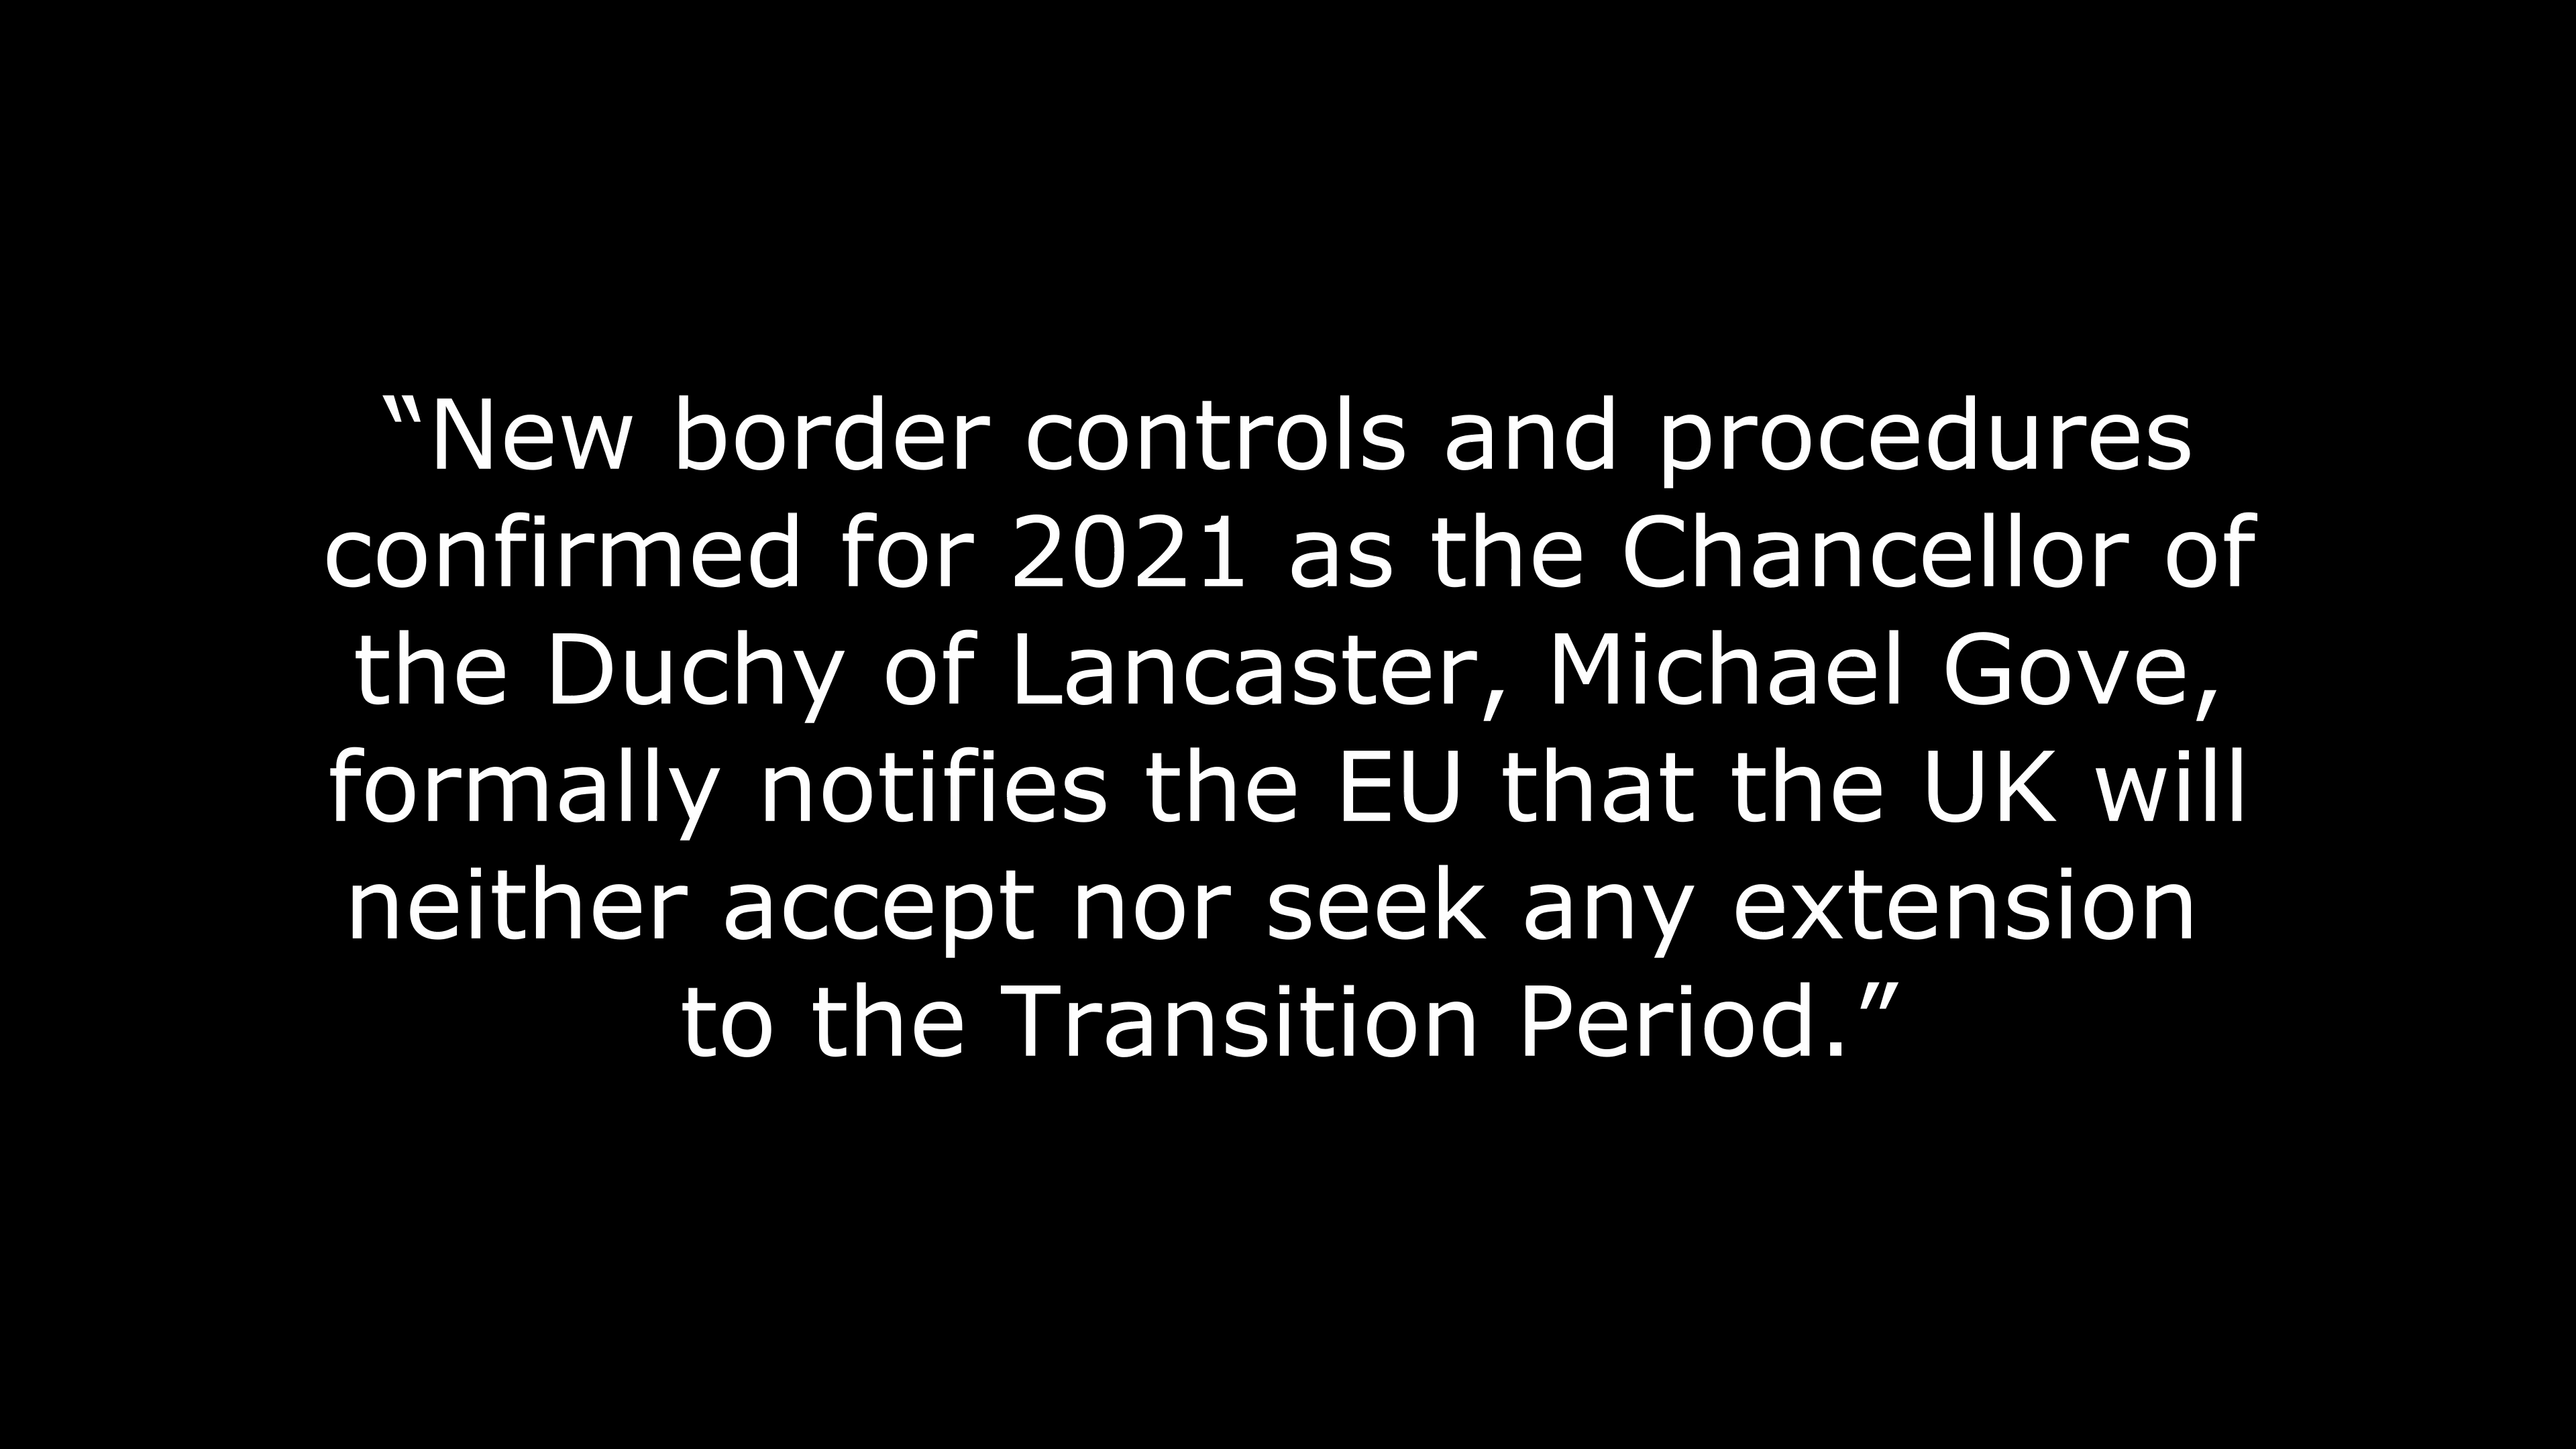 “New border controls and procedures
confirmed for 2021 as the Chancellor of
the Duchy of Lancaster, Michael Gove,
formally notifies the EU that the UK will
neither accept nor seek any extension
to the Transition Period.”